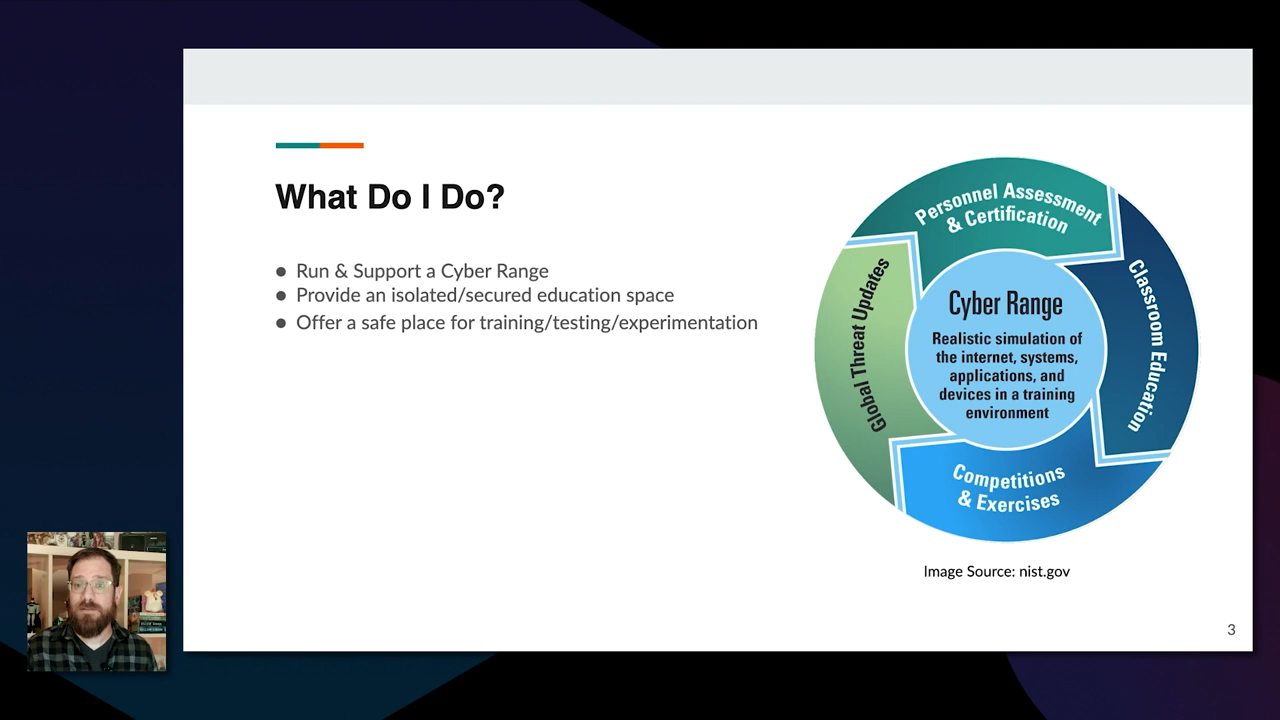 What Do I Do?
● Run & Support a Cyber Range
● Provide an isolated/secured education space
● Offer a safe place for training/testing/experimentation
Personnel Assessment
& Certification
Classroom Education
Competitions
& Exercises
Global Threat Updates
Cyber Range
Realistic simulation of
the internet, systems,
applications, and
devices in a training
environment
Image Source: nist.gov
3